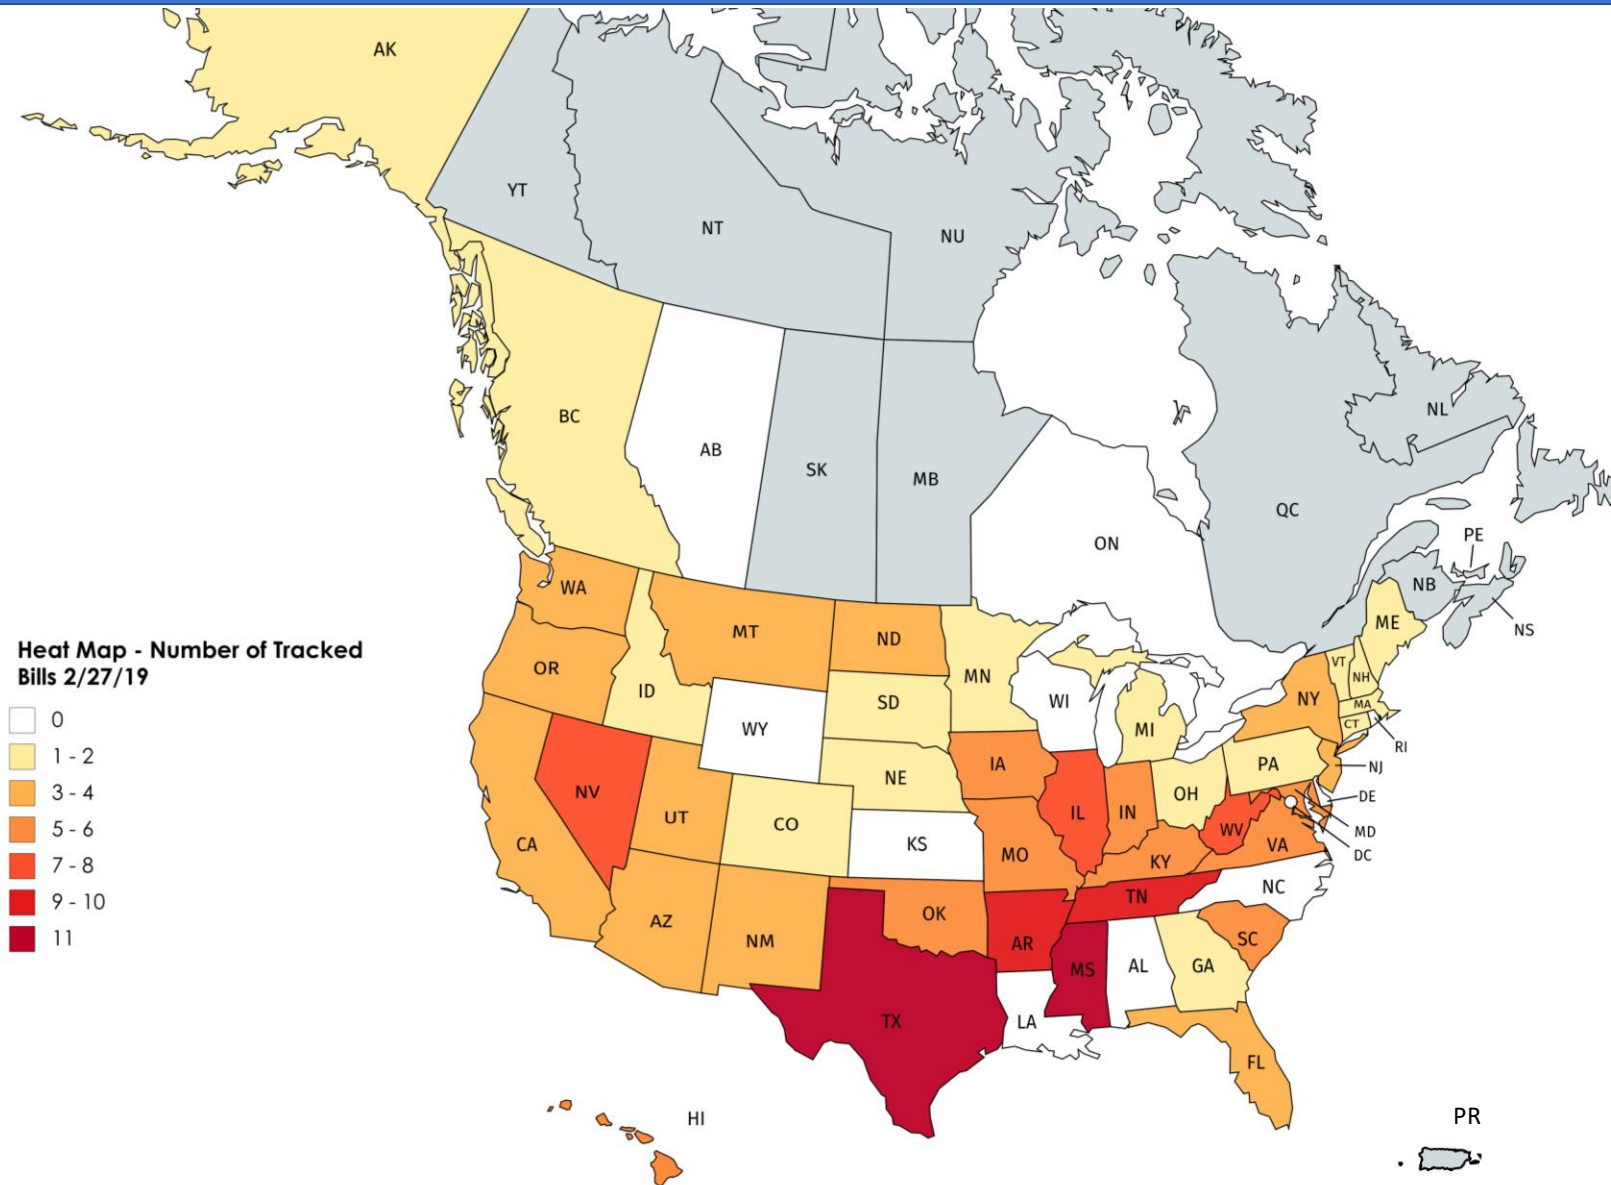 AK
YT
NT
NU
BC
AB
SK
MB
ON
QC
NL
PE
NB
NS
WA
MT
ND
OR
ID
MN
SD
WY
WI
MI
ME
VT
NH
NY
MA
CT
RI
NJ
DE
MD
DC
Heat Map - Number of Tracked
Bills 2/27/19
0
1 - 2
3 - 4
5 - 6
7 - 8
9 - 10
11
NE
IA
PA
OH
NV
UT
CO
CA
KS
MO
IL
IN
WV
KY
VA
NC
TN
AZ
NM
OK
AR
SC
MS
AL
GA
TX
LA
FL
HI
PR